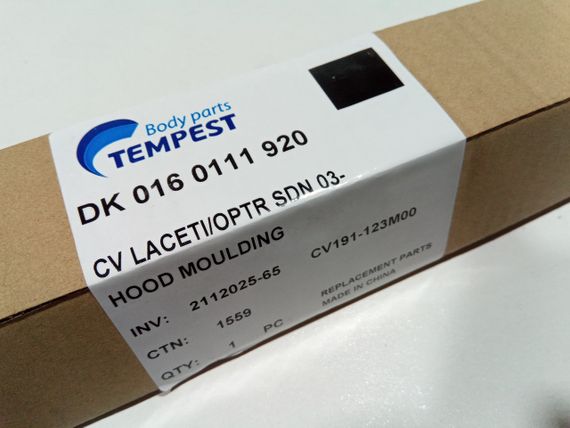 Body parts
TEMPEST
DK 016 0111 920
CV LACETI/OPTR SDN 03-
HOOD MOULDING
INV: 2112025-65 CV191-123M00
CTN: 1559
QTY: 1 PC
REPLACEMENT PARTS
MADE IN CHINA